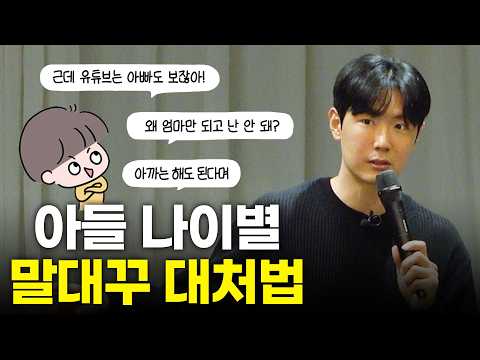 근데 유튜브는 아빠도 보잖아!
왜 엄마만 되고 난 안 돼?
아까는 해도 된다며
아들 나이별
말대꾸 대처법